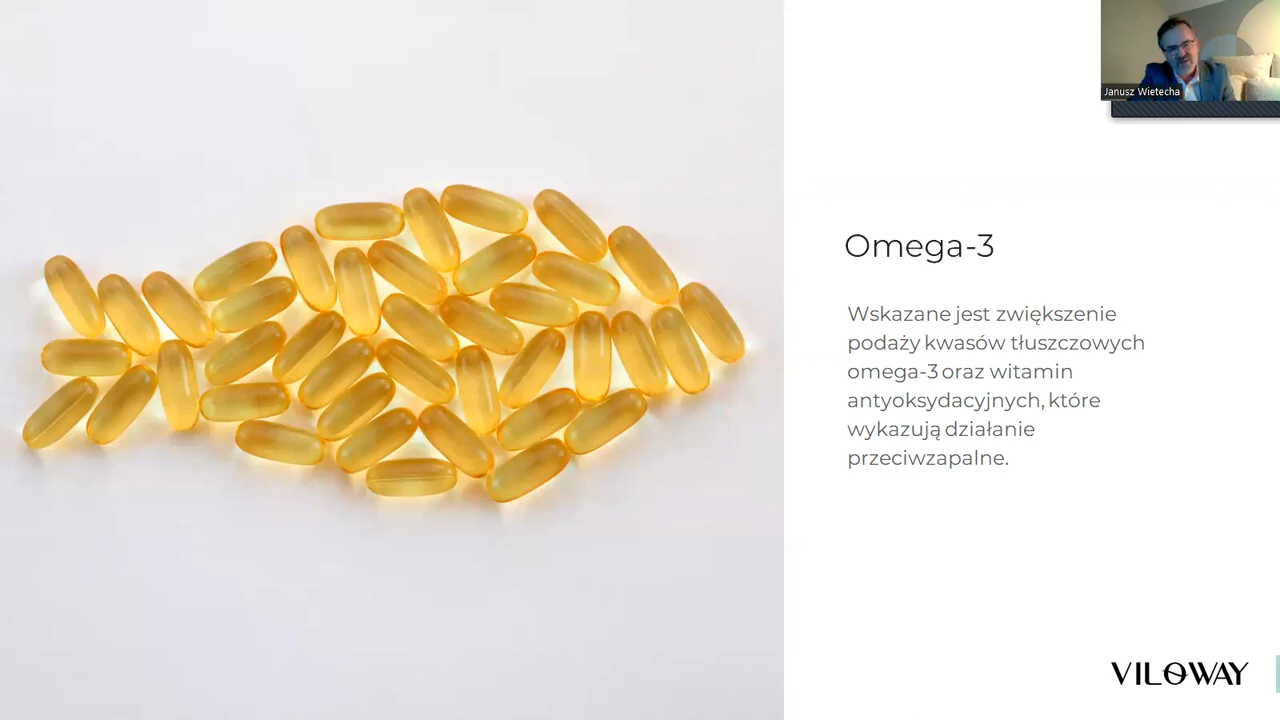 Janusz Wietecha
Omega-3
Wskazane jest zwiększenie
podaży kwasów tłuszczowych
omega-3 oraz witamin
antyoksydacyjnych, które
wykazują działanie
przeciwzapalne.
VILOWAY